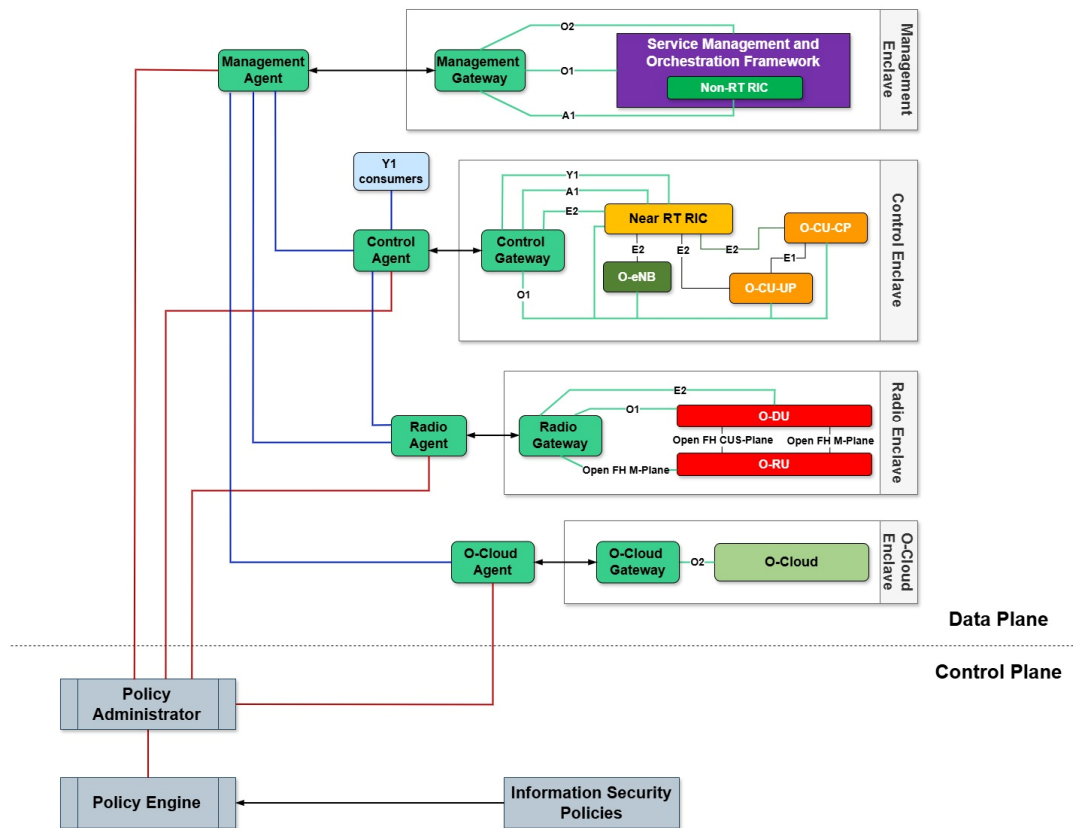 O2
Service Management and
Orchestration Framework
Management
Enclave
Management
Agent
Management
Gateway
O1
Non-RT RIC
A1
Y1
consumers
Y1
A1
Near RT RIC
E2
O-CU-CP
Control
Agent
Control
Gateway
E2
E2
E2
E1
O-eNB
O-CU-UP
O1
Control Enclave
E2
O1
O-DU
Radio
Agent
Radio
Gateway
Open FH CUS-Plane
Open FH M-Plane
Open FH M-Plane
O-RU
Radio Enclave
O-Cloud
Agent
O-Cloud
Gateway
O2
O-Cloud
O-Cloud
Enclave
Data Plane
Control Plane
Policy
Administrator
Policy Engine
Information Security
Policies